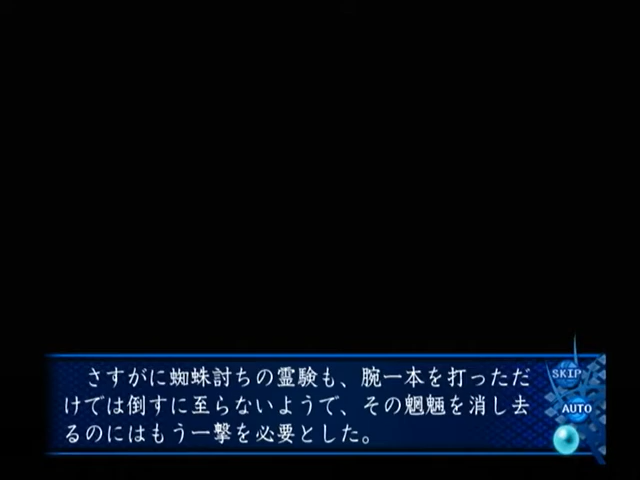 さすがに蜘蛛討ちの霊験も、腕一本を打っただ
けでは倒すに至らないようで、その魍魎を消し去
るのにはもう一撃を必要とした。
SKIP
AUTO